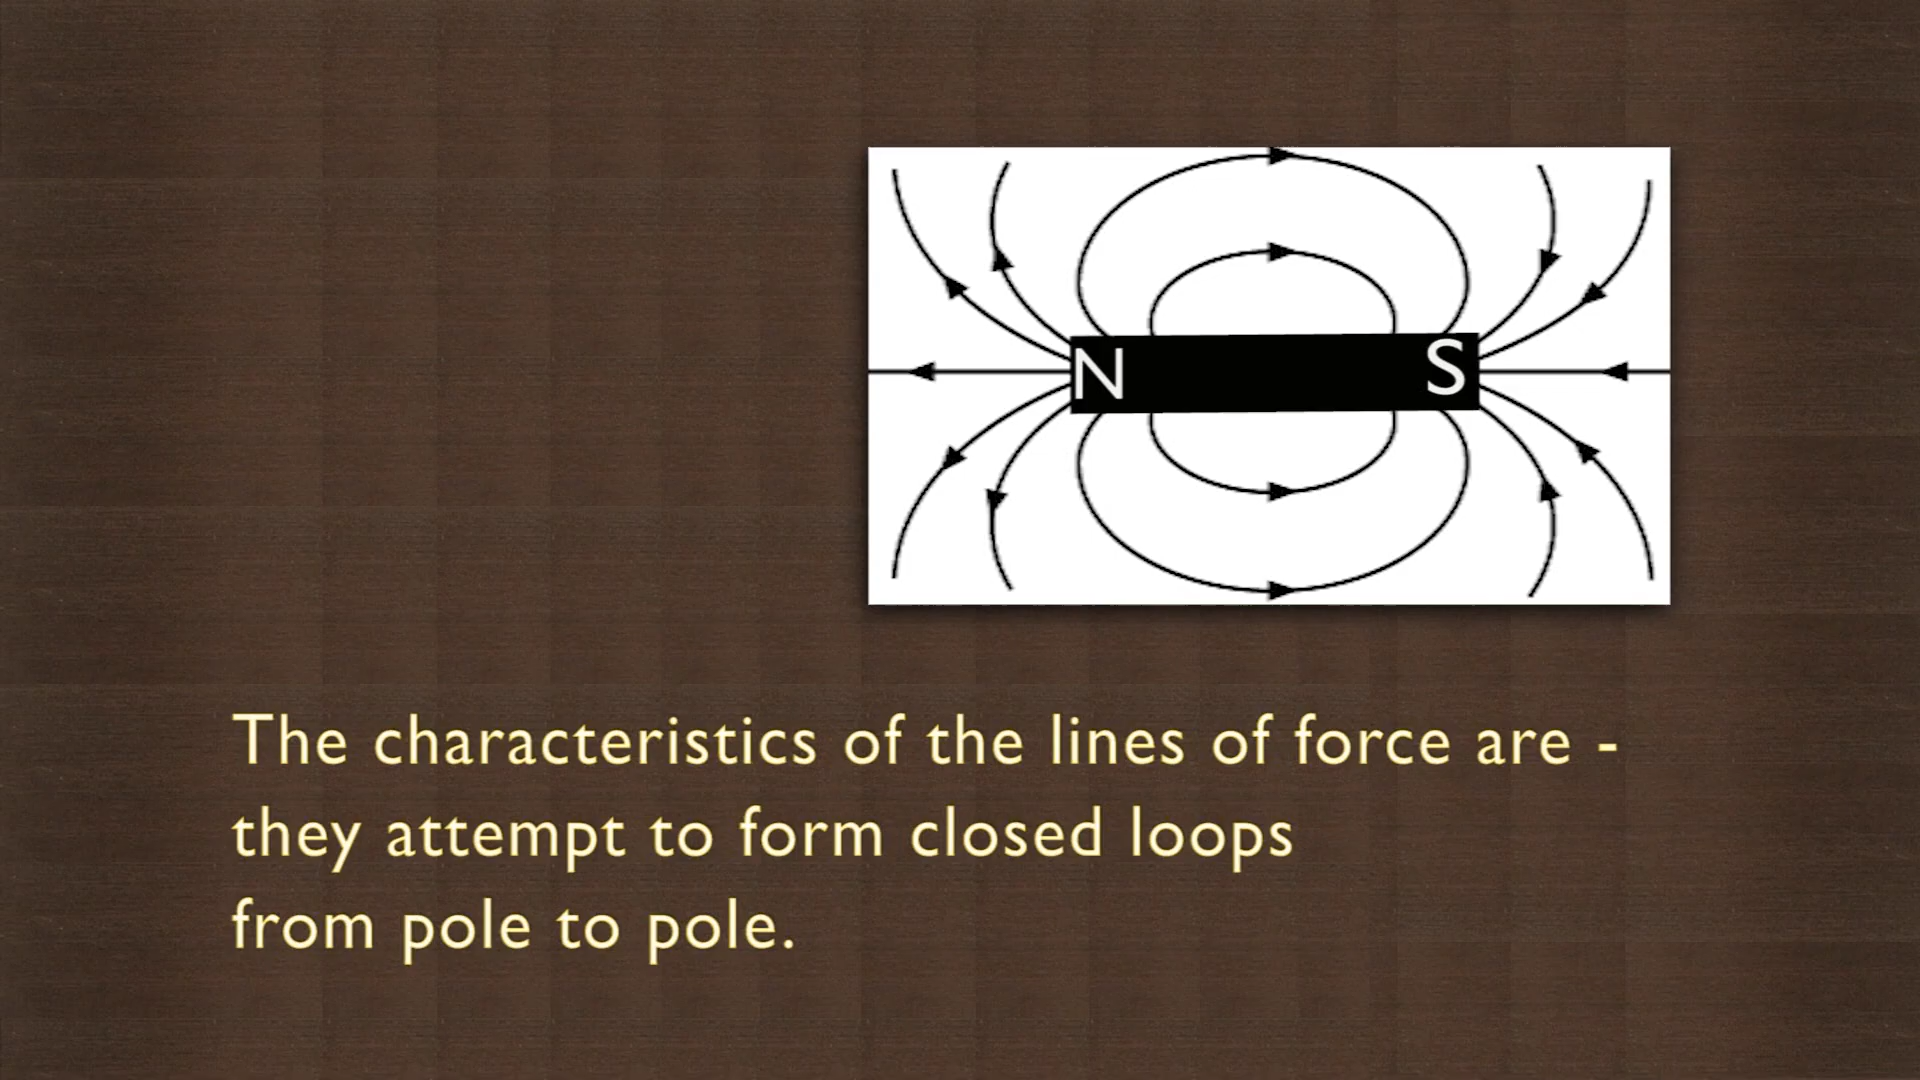 N S
The characteristics of the lines of force are -
they attempt to form closed loops
from pole to pole.